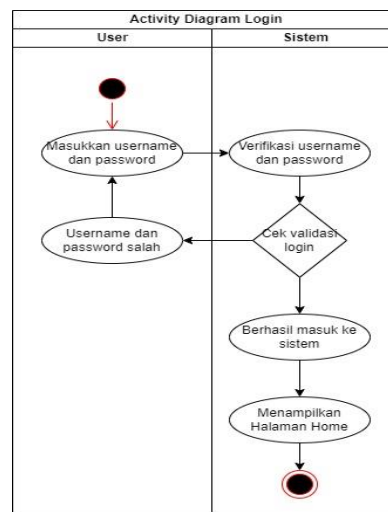 Activity Diagram Login
User
Sistem
Masukkan username
dan password
Verifikasi username
dan password
Username dan
password salah
Cek validasi
login
Berhasil masuk ke
sistem
Menampilkan
Halaman Home